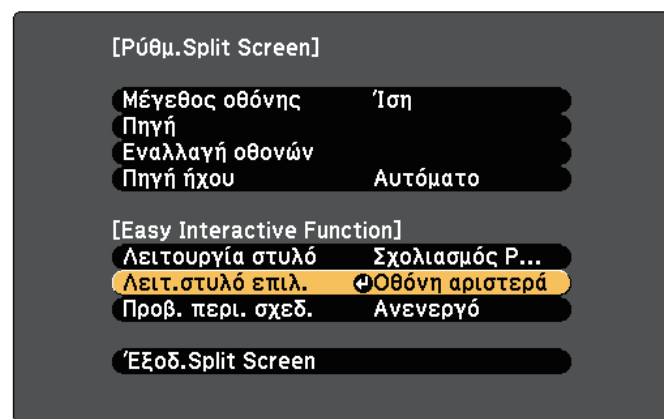 [Ρύθμ.Split Screen]
Μέγεθος οθόνης Ίση
Πηγή
Εναλλαγή οθονών
Πηγή ήχου Αυτόματο
[Easy Interactive Function]
Λειτουργία στυλό Σχολιασμός P...
Λειτ.στυλό επιλ. Οθόνη αριστερά
Προβ. περι. σχεδ. Ανενεργό
Έξοδ.Split Screen